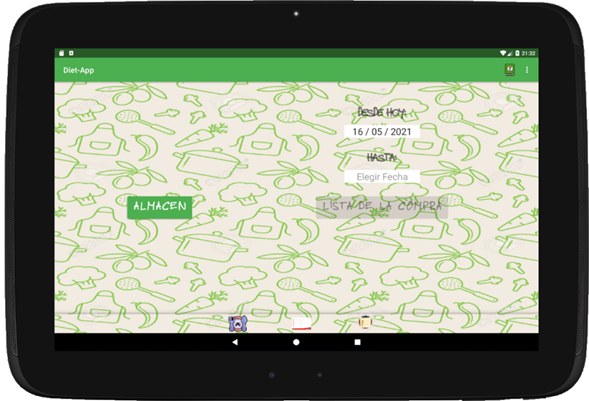 21:32
Diet-App
DESDE HOY:
16 / 05 / 2021
HASTA:
Elegir Fecha
ALMACEN
LISTA DE LA COMPRA